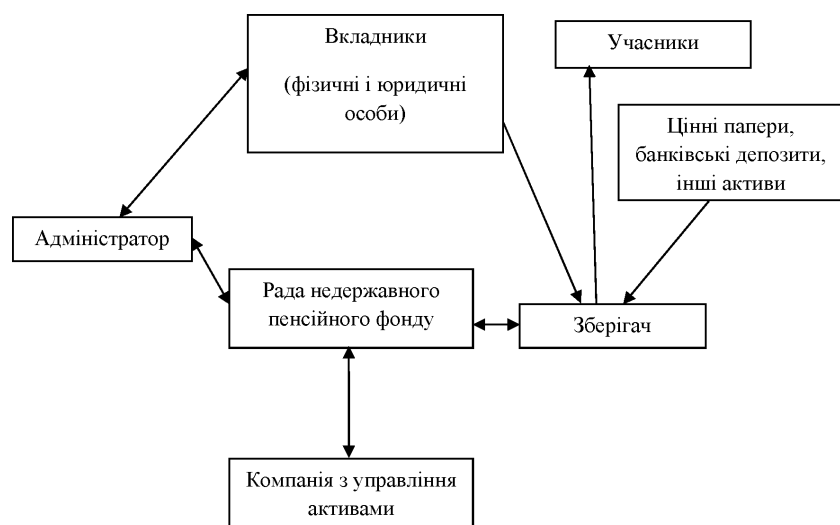 Вкладники
(фізичні і юридичні
особи)
Учасники
Цінні папери,
банківські депозити,
інші активи
Адміністратор
Рада недержавного
пенсійного фонду
Зберігач
Компанія з управління
активами